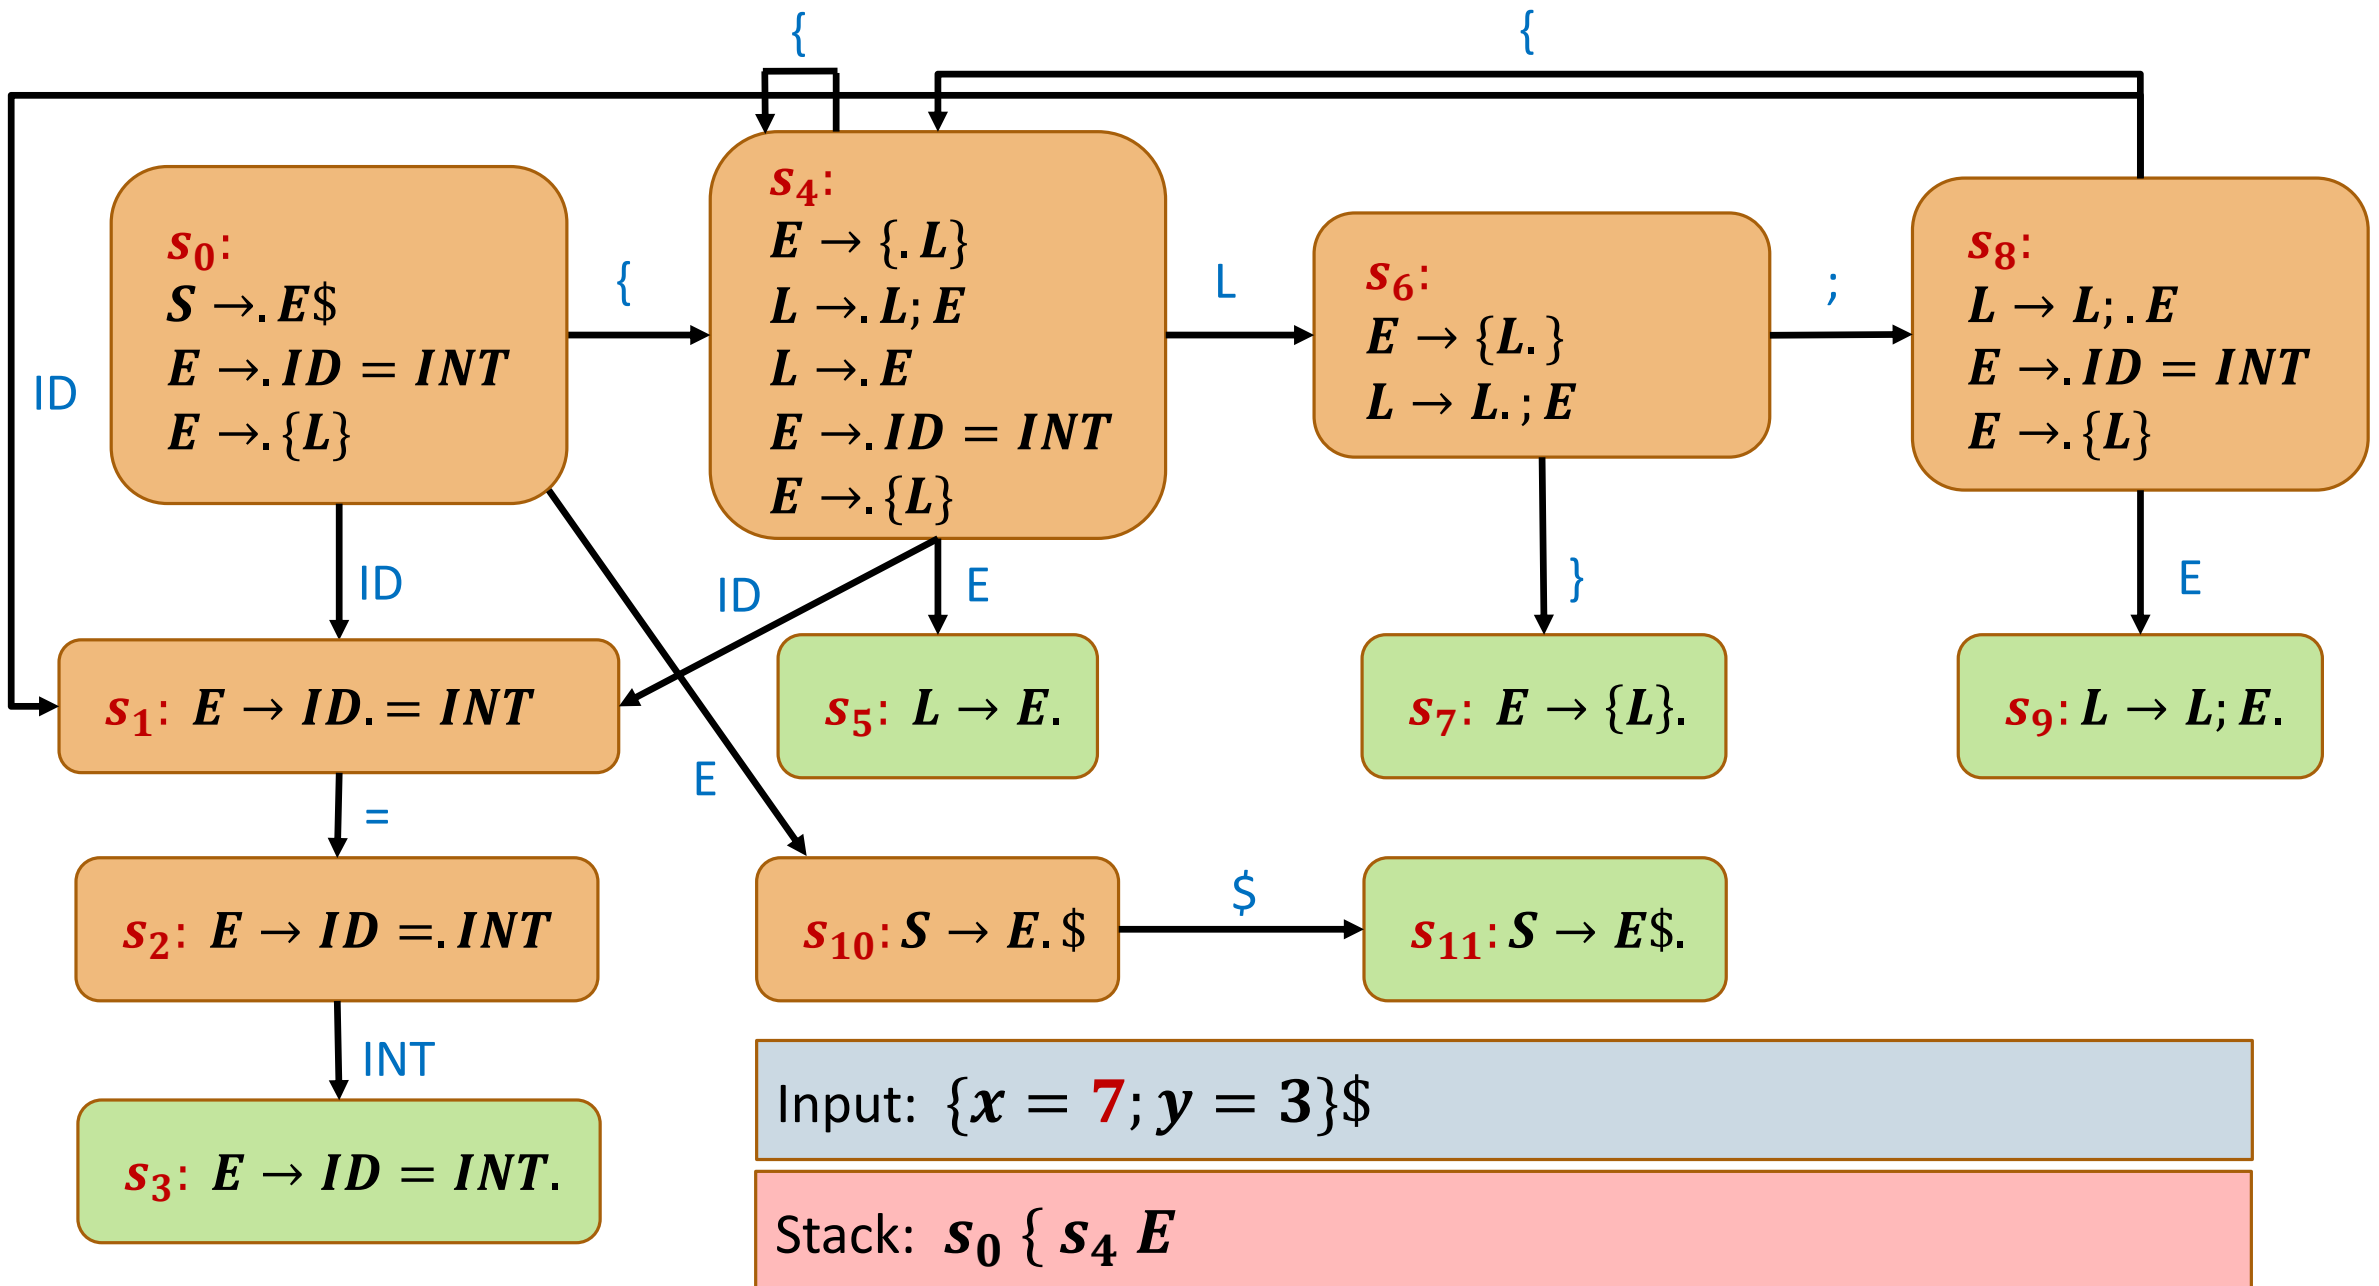 {
{
s₀:
S →. E$
E →. ID = INT
E →. {L}
{
s₄:
E → {. L}
L →. L; E
L →. E
E →. ID = INT
E →. {L}
L
s₆:
E → {L. }
L → L. ; E
;
s₈:
L → L; . E
E →. ID = INT
E →. {L}
ID
ID
ID
E
}
E
s₁: E → ID. = INT
s₅: L → E.
s₇: E → {L}.
s₉: L → L; E.
E
=
s₂: E → ID =. INT
s₁₀: S → E. $
$
s₁₁: S → E$.
INT
s₃: E → ID = INT.
Input: {x = 7; y = 3}$
Stack: s₀ { s₄ E